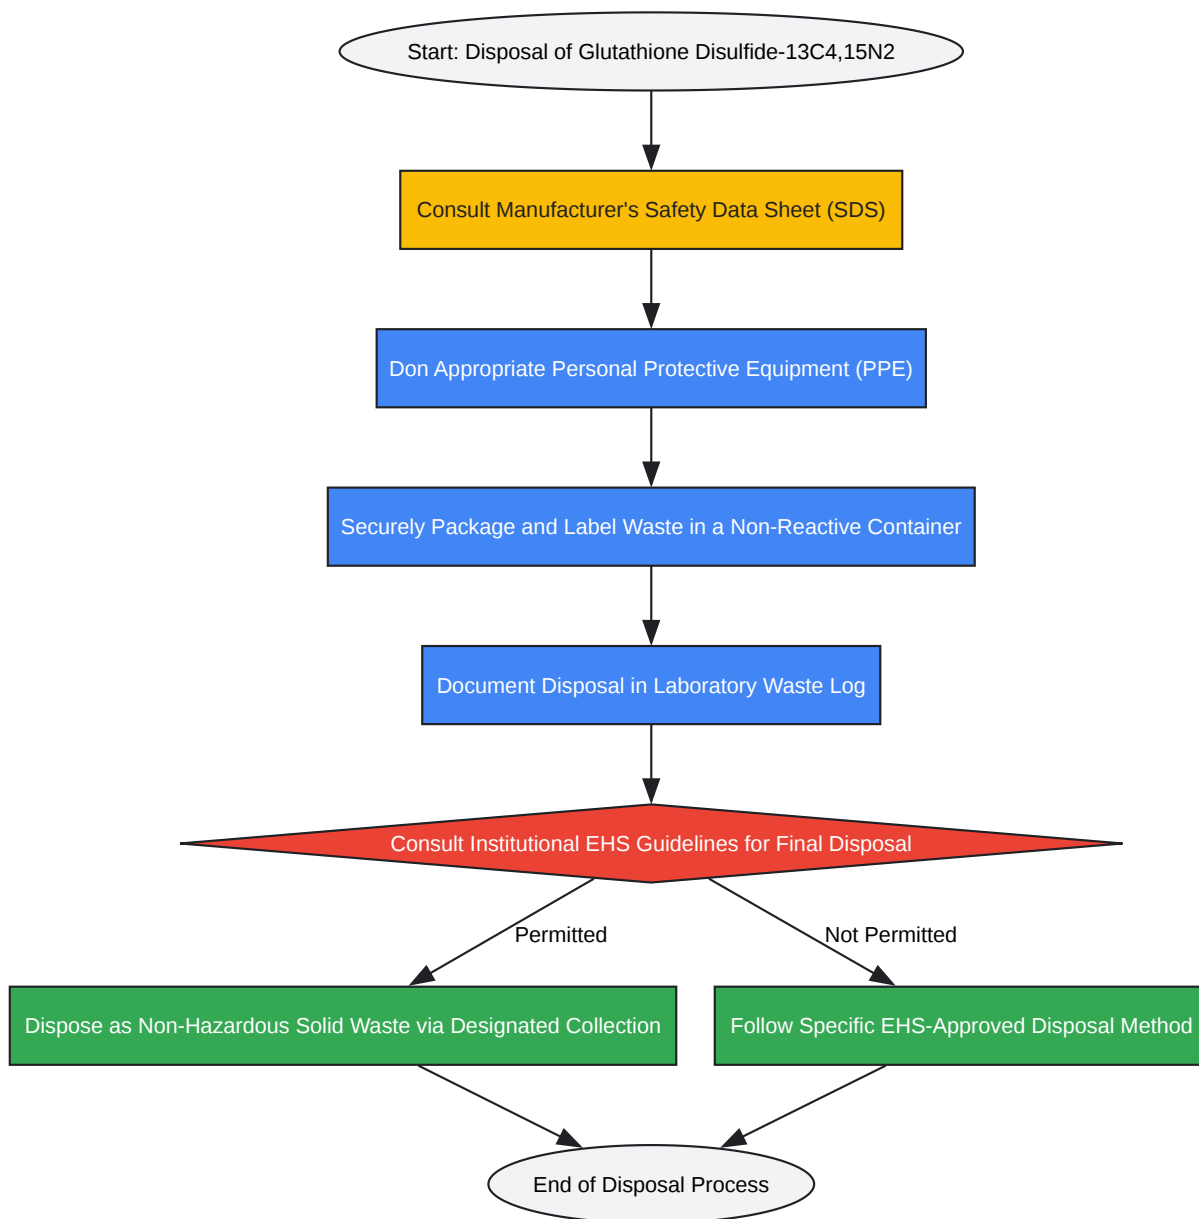 Start: Disposal of Glutathione Disulfide-13C4,15N2
Consult Manufacturer's Safety Data Sheet (SDS)
Don Appropriate Personal Protective Equipment (PPE)
Securely Package and Label Waste in a Non-Reactive Container
Document Disposal in Laboratory Waste Log
Consult Institutional EHS Guidelines for Final Disposal
Permitted
Not Permitted
Dispose as Non-Hazardous Solid Waste via Designated Collection
Follow Specific EHS-Approved Disposal Method
End of Disposal Process